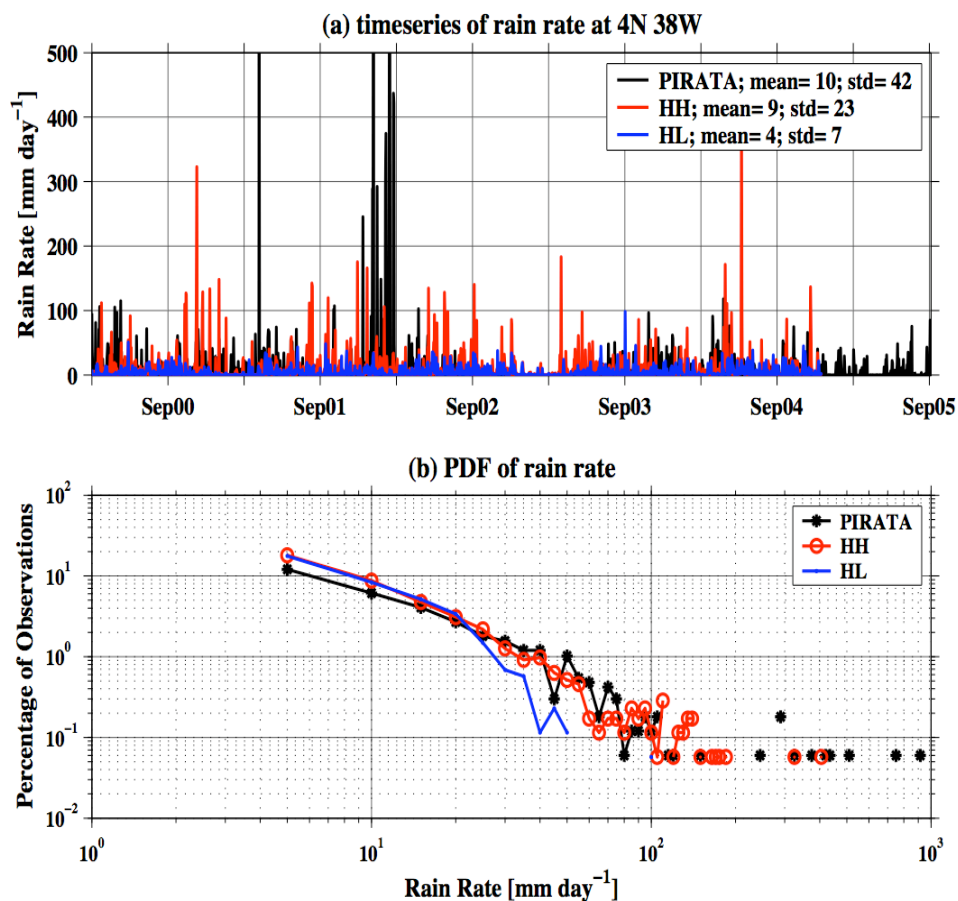 (a) timeseries of rain rate at 4N 38W
Rain Rate [mm day⁻¹]
500
400
300
200
100
0
PIRATA; mean= 10; std= 42
HH; mean= 9; std= 23
HL; mean= 4; std= 7
Sep00 Sep01 Sep02 Sep03 Sep04 Sep05
(b) PDF of rain rate
Percentage of Observations
10²
10¹
10⁰
10⁻¹
10⁻²
PIRATA
HH
HL
10⁰ 10¹ 10² 10³
Rain Rate [mm day⁻¹]